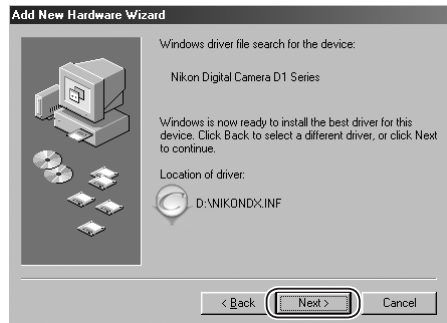 Add New Hardware Wizard
Windows driver file search for the device:
Nikon Digital Camera D1 Series
Windows is now ready to install the best driver for this
device. Click Back to select a different driver, or click Next
to continue.
Location of driver:
D:\NIKONDX.INF
< Back
Next >
Cancel